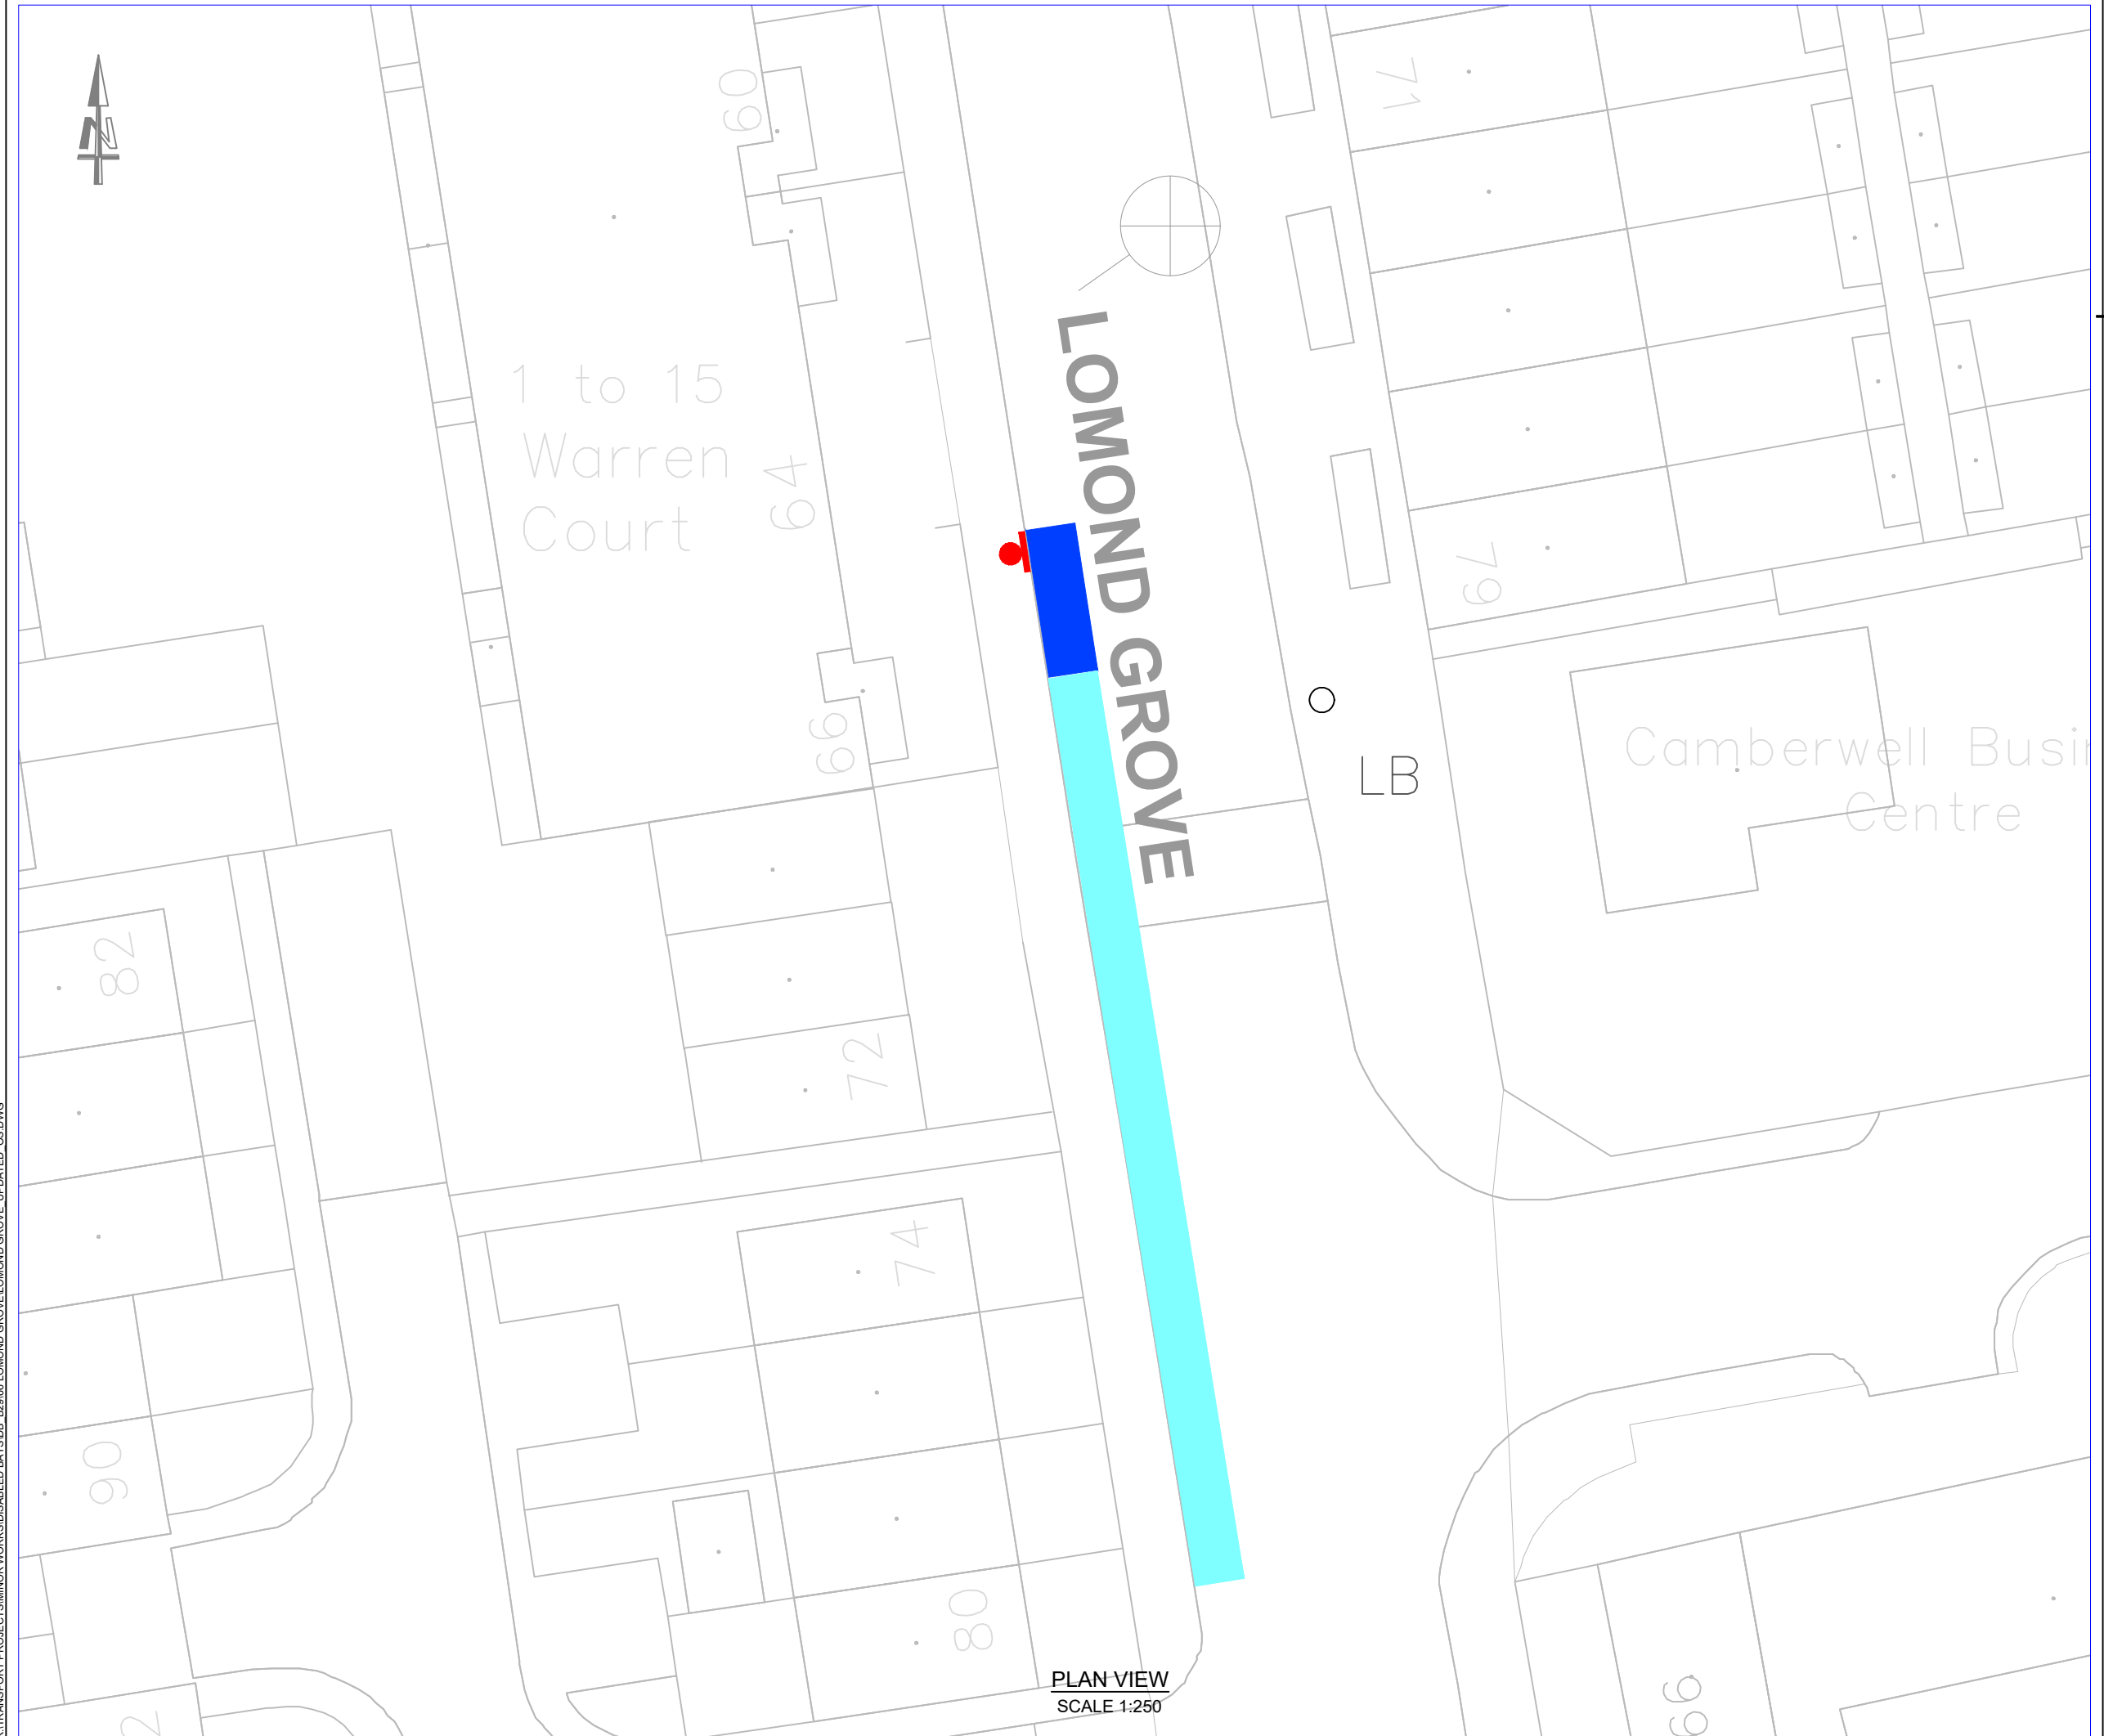 N
60
71
1 to 15
Warren
Court
64
LOMOND GROVE
67
66
LB
Camberwell Busi
Centre
82
72
74
90
80
PLAN VIEW
SCALE 1:250